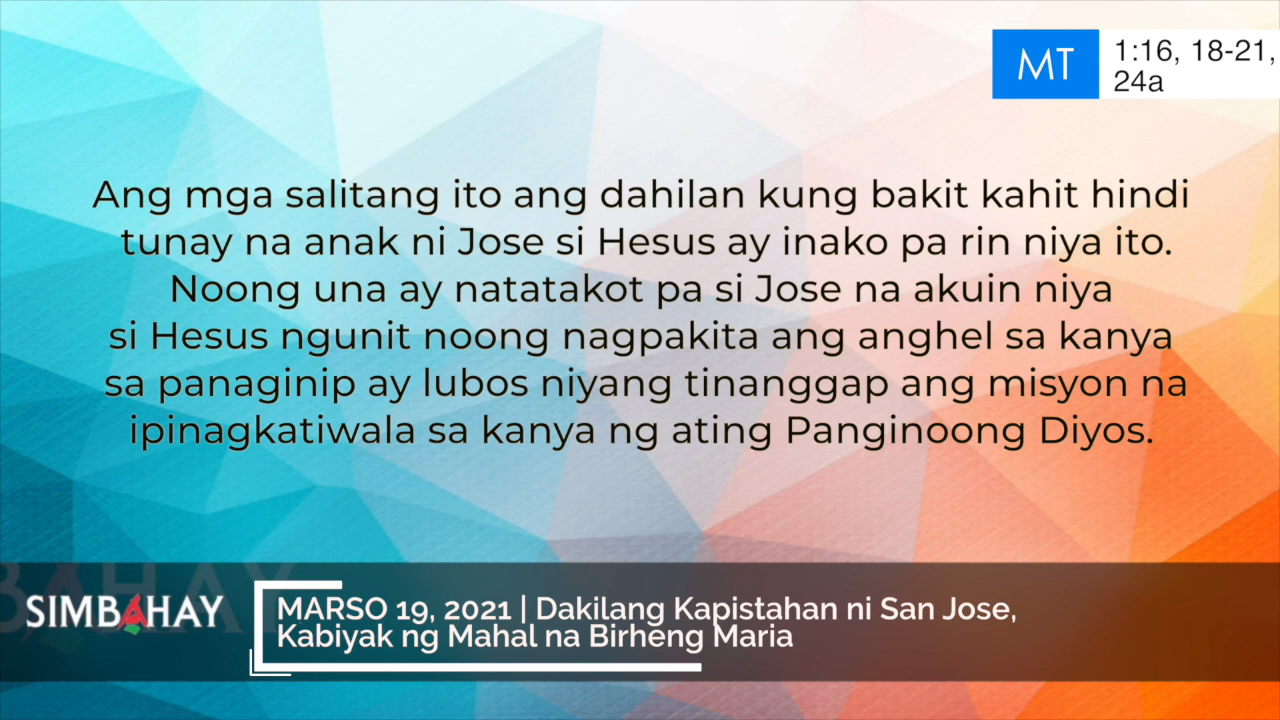 MT
1:16, 18-21,
24a
Ang mga salitang ito ang dahilan kung bakit kahit hindi
tunay na anak ni Jose si Hesus ay inako pa rin niya ito.
Noong una ay natatakot pa si Jose na akuin niya
si Hesus ngunit noong nagpakita ang anghel sa kanya
sa panaginip ay lubos niyang tinanggap ang misyon na
ipinagkatiwala sa kanya ng ating Panginoong Diyos.
SIMBAHAY
MARSO 19, 2021 | Dakilang Kapistahan ni San Jose,
Kabiyak ng Mahal na Birheng Maria